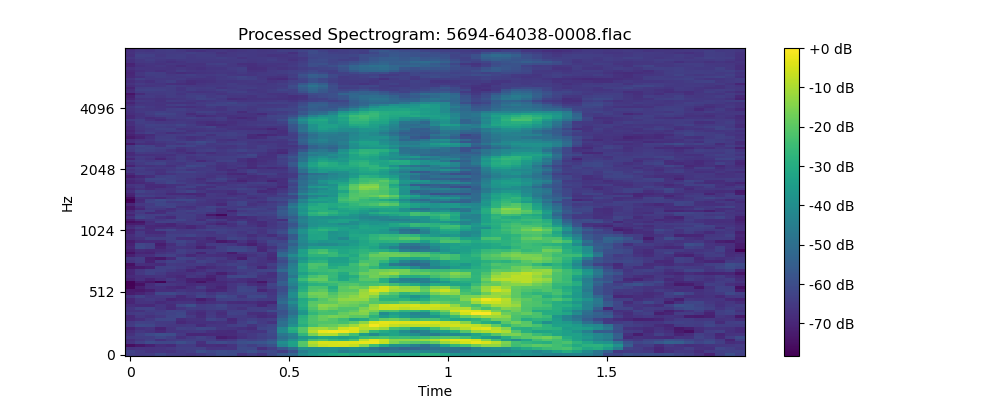 Processed Spectrogram: 5694-64038-0008.flac
Hz
4096
2048
1024
512
0
0
0.5
1
1.5
Time
+0 dB
-10 dB
-20 dB
-30 dB
-40 dB
-50 dB
-60 dB
-70 dB